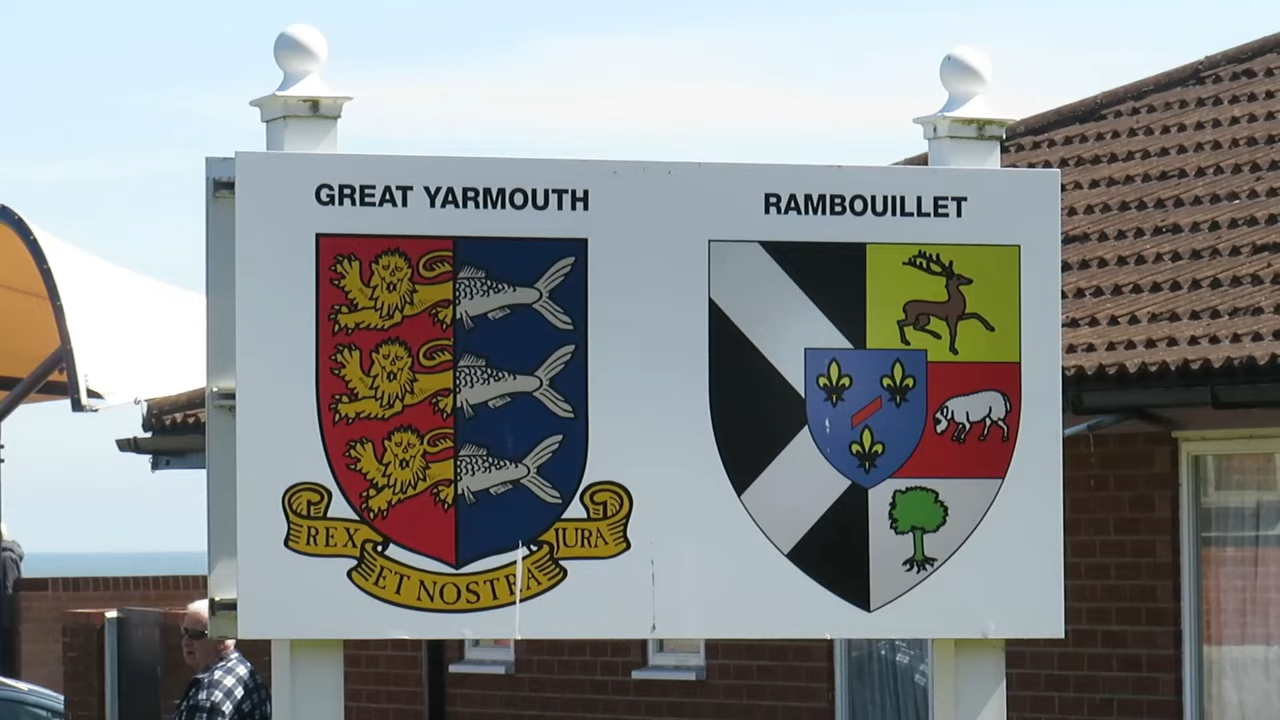 GREAT YARMOUTH
RAMBOUILLET
REX
ET NOSTRA
JURA